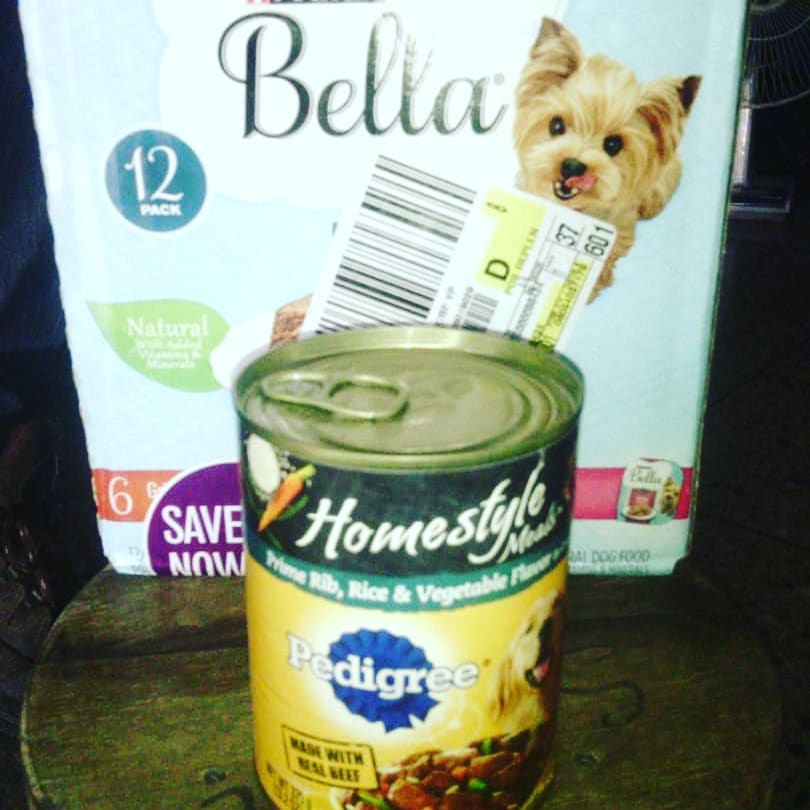 Bella
12
PACK
D
37
601
Natural
With Added
Vitamins &
Minerals
6
SAVE
NOW
Bella
DOG FOOD
Homestyle
Meals
Prime Rib, Rice & Vegetable Flavor
Pedigree
MADE WITH
REAL BEEF